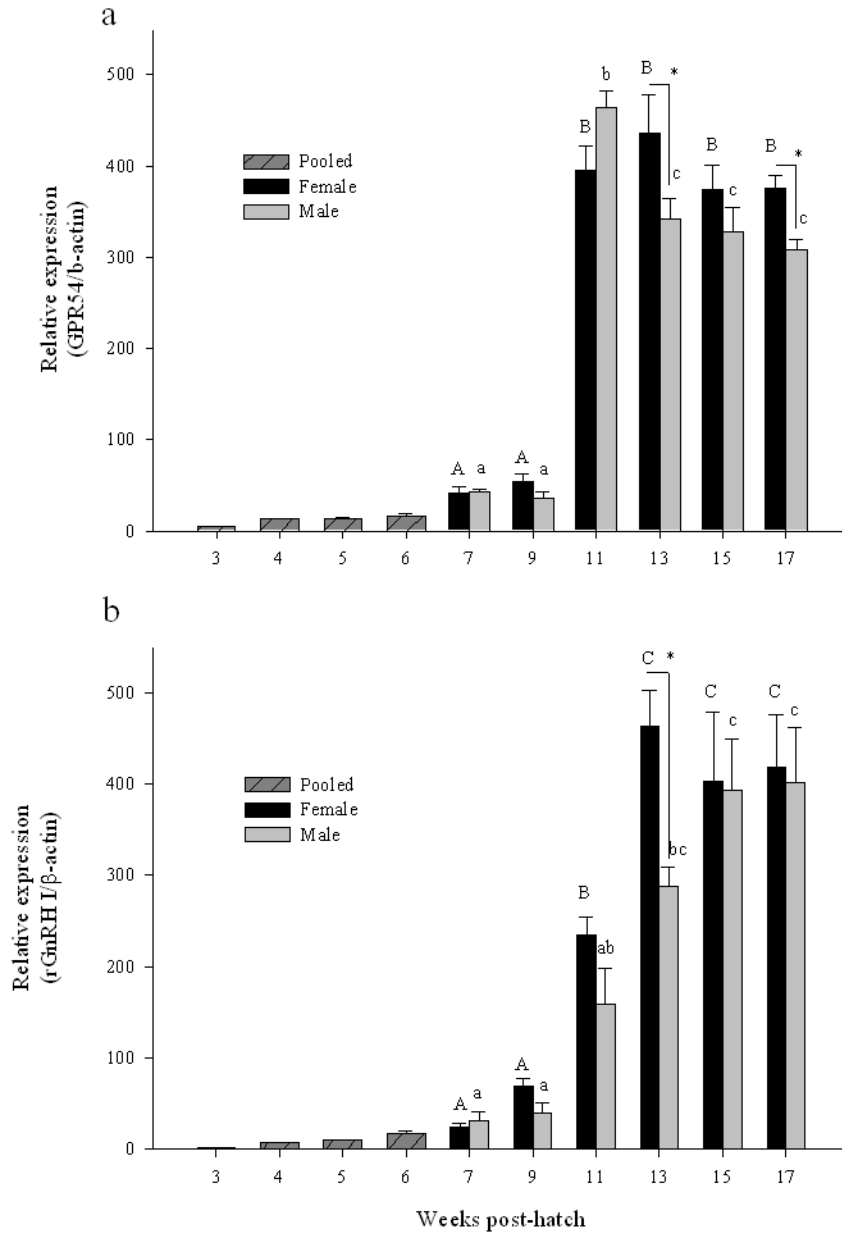 a
Relative expression
(GPR54/b-actin)
500
400
300
200
100
0
Pooled
Female
Male
A a A a B b B * c B c B * c
3 4 5 6 7 9 11 13 15 17
b
Relative expression
(rGnRH I/β-actin)
500
400
300
200
100
0
Pooled
Female
Male
A a A a B ab C * bc C c C c
3 4 5 6 7 9 11 13 15 17
Weeks post-hatch